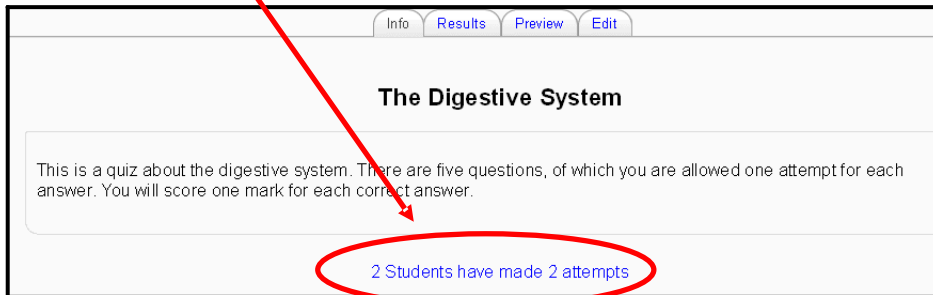 Info Results Preview Edit
The Digestive System
This is a quiz about the digestive system. There are five questions, of which you are allowed one attempt for each
answer. You will score one mark for each correct answer.
2 Students have made 2 attempts